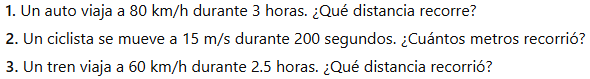 1. Un auto viaja a 80 km/h durante 3 horas. ¿Qué distancia recorre?
2. Un ciclista se mueve a 15 m/s durante 200 segundos. ¿Cuántos metros recorrió?
3. Un tren viaja a 60 km/h durante 2.5 horas. ¿Qué distancia recorrió?